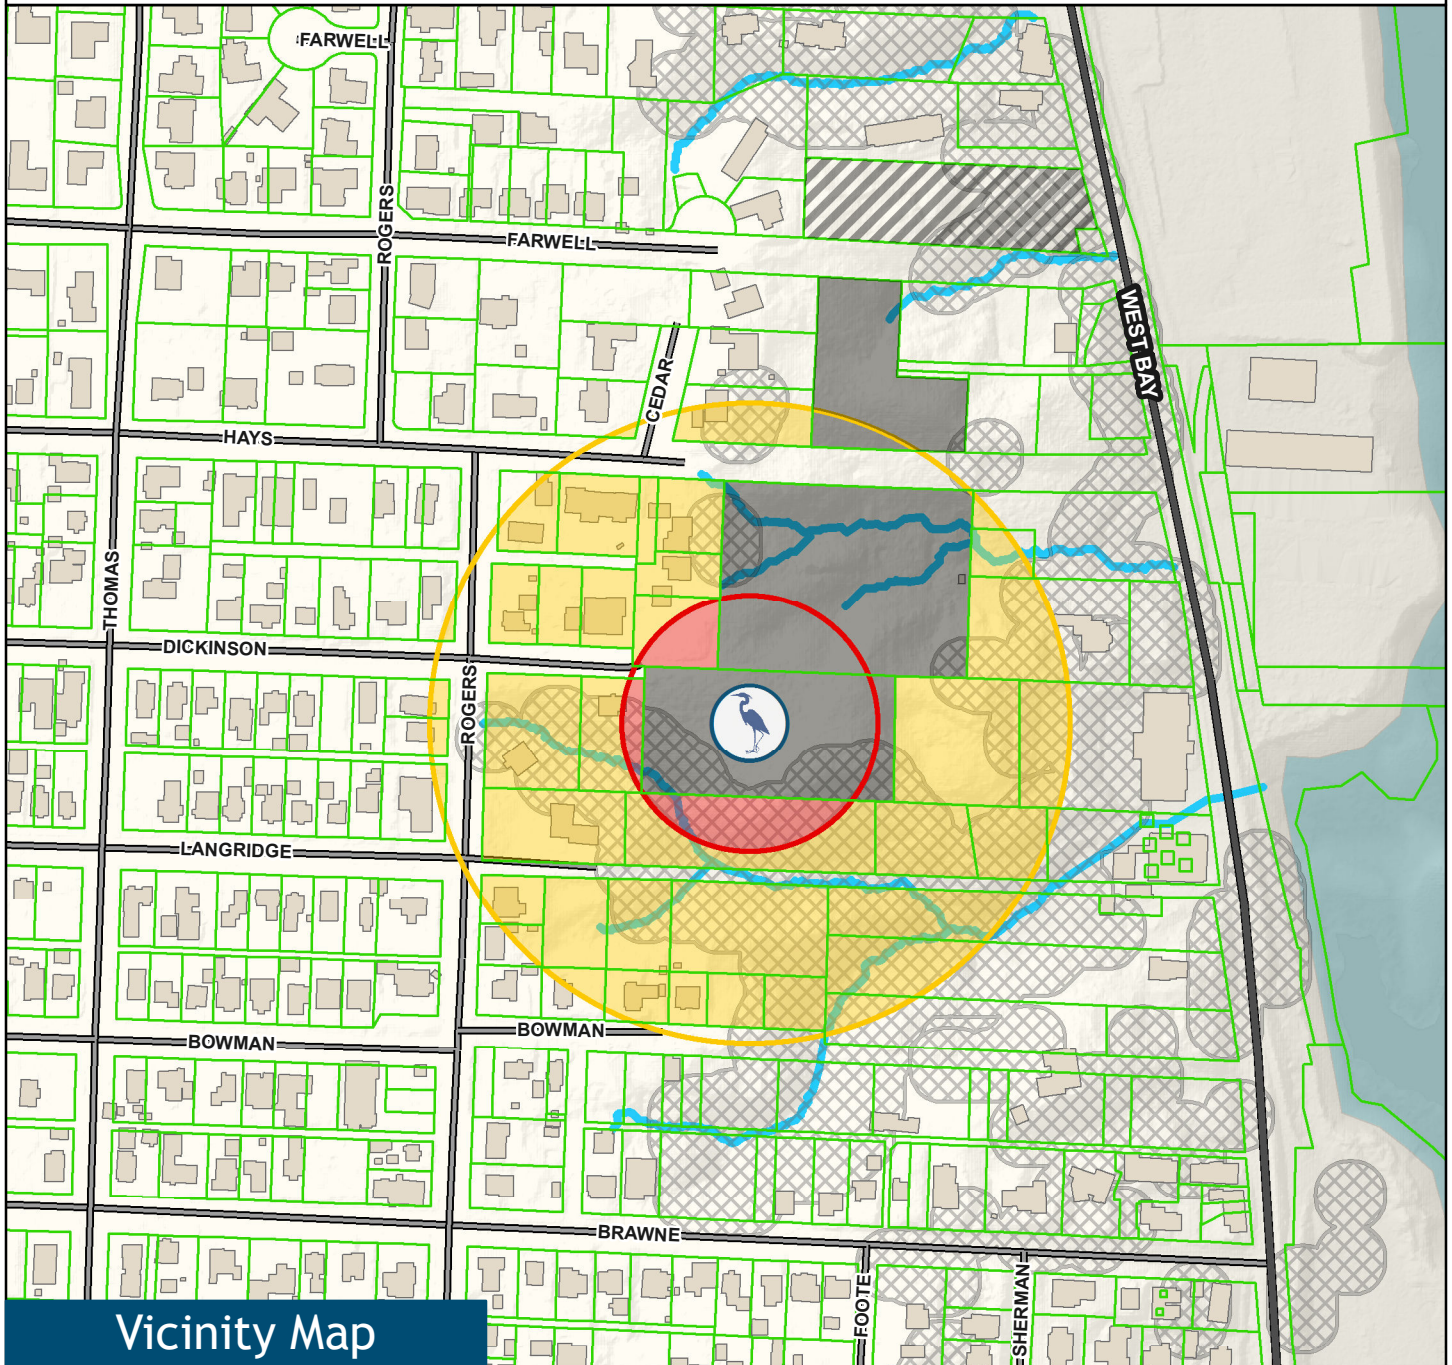 FARWELL
ROGERS
FARWELL
WEST BAY
CEDAR
HAYS
THOMAS
DICKINSON
ROGERS
LANGRIDGE
BOWMAN
BOWMAN
BRAWNE
FOOTE
SHERMAN
Vicinity Map